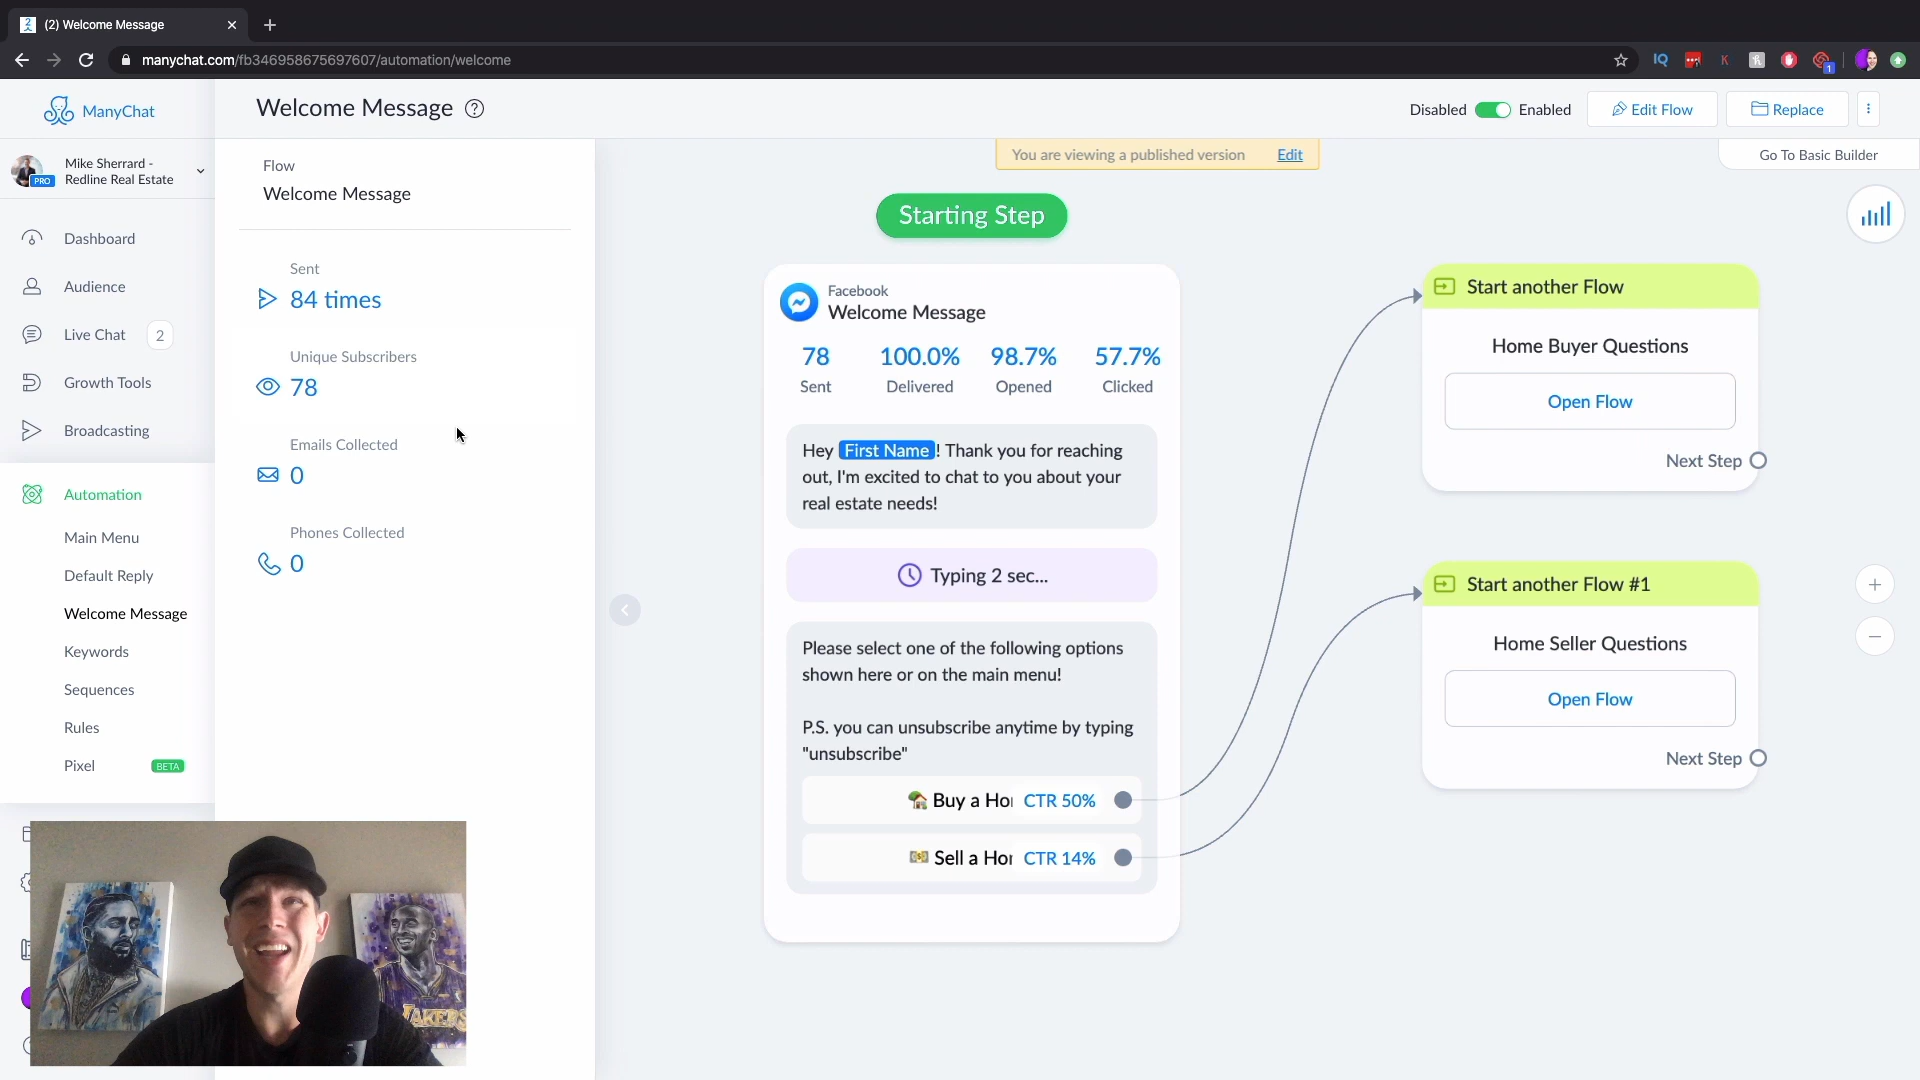 (2) Welcome Message
manychat.com/fb346958675697607/automation/welcome
IQ
K
1
ManyChat
Welcome Message
Disabled
Enabled
Edit Flow
Replace
Mike Sherrard -
Redline Real Estate
PRO
Flow
Welcome Message
You are viewing a published version Edit
Go To Basic Builder
Starting Step
Dashboard
Audience
Live Chat 2
Growth Tools
Broadcasting
Automation
Main Menu
Default Reply
Welcome Message
Keywords
Sequences
Rules
Pixel BETA
Sent
84 times
Unique Subscribers
78
Emails Collected
0
Phones Collected
0
Facebook
Welcome Message
78 100.0% 98.7% 57.7%
Sent Delivered Opened Clicked
Hey First Name! Thank you for reaching
out, I'm excited to chat to you about your
real estate needs!
Typing 2 sec...
Please select one of the following options
shown here or on the main menu!
P.S. you can unsubscribe anytime by typing
"unsubscribe"
Buy a Ho CTR 50%
Sell a Ho CTR 14%
Start another Flow
Home Buyer Questions
Open Flow
Next Step
Start another Flow #1
Home Seller Questions
Open Flow
Next Step
LAKERS